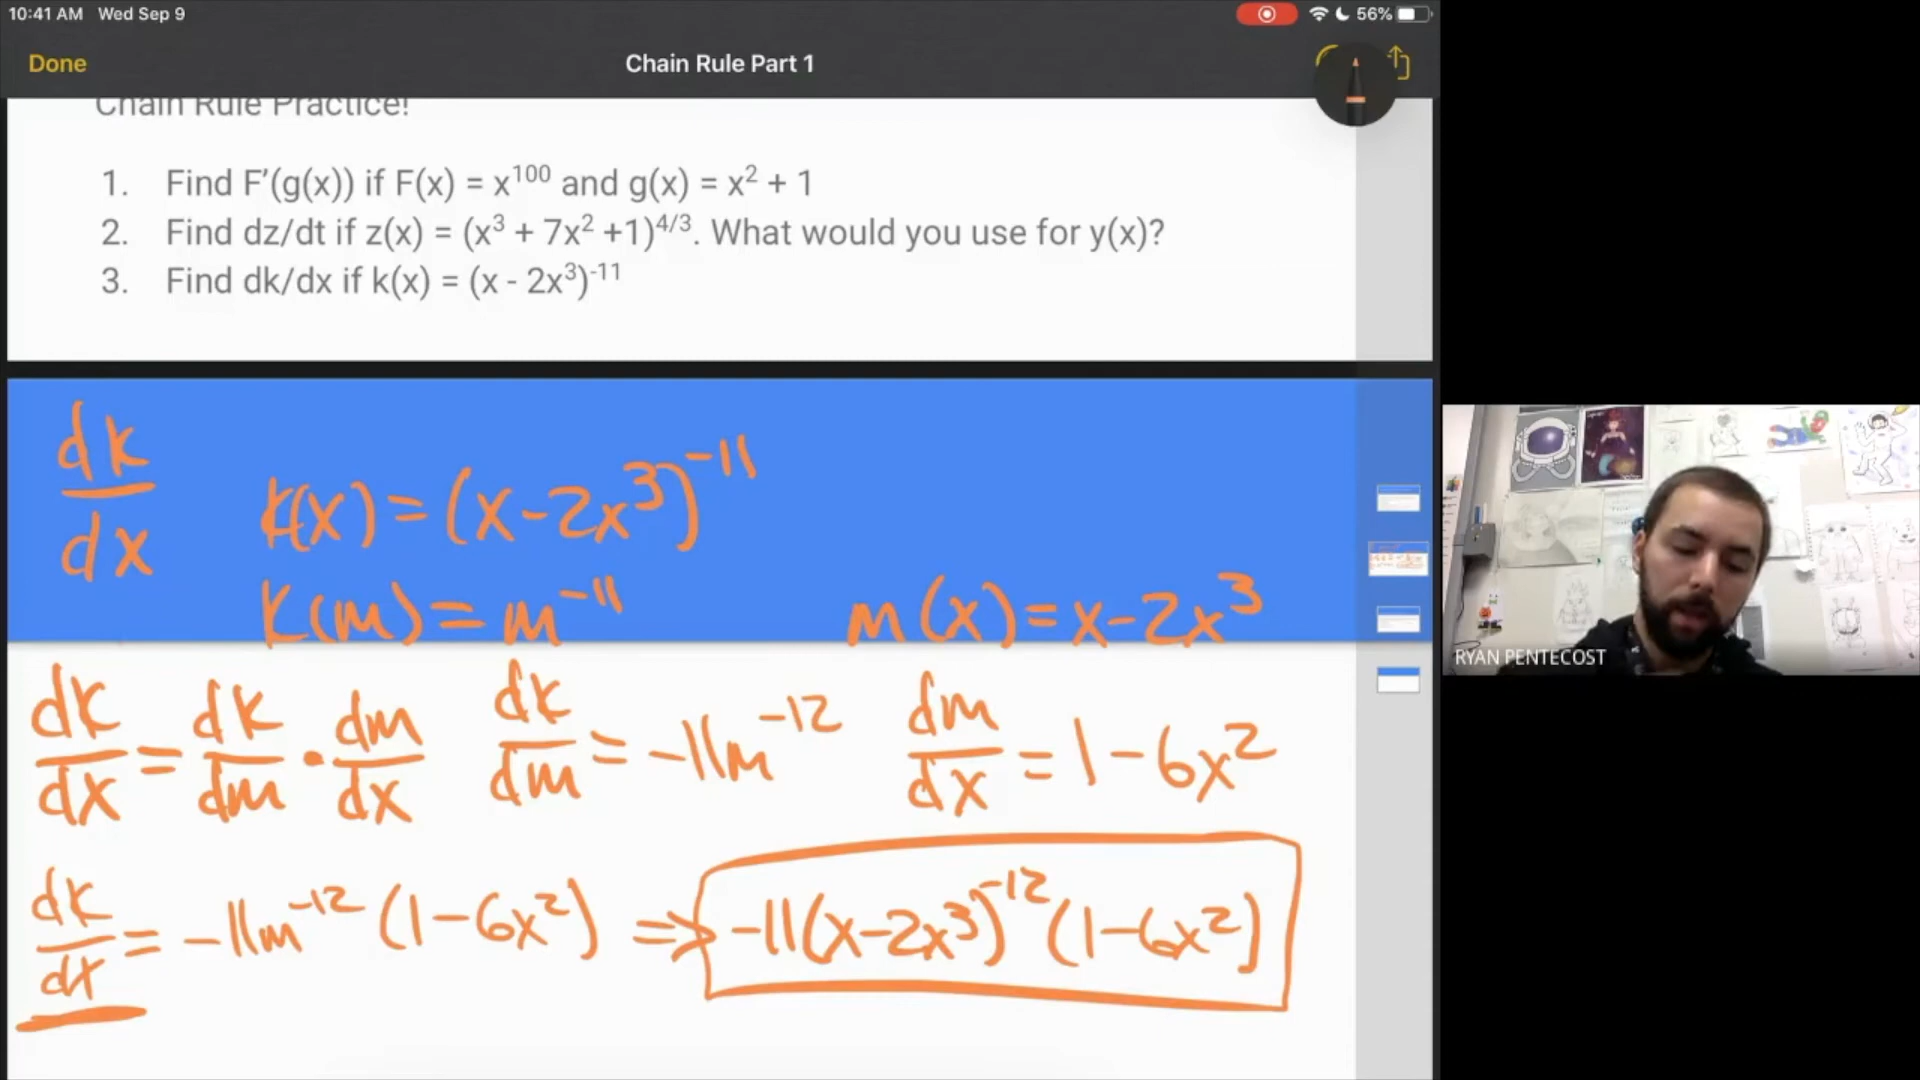 10:41 AM Wed Sep 9
56%
Done
Chain Rule Part 1
Chain Rule Practice!
1. Find F’(g(x)) if F(x) = x¹⁰⁰ and g(x) = x² + 1
2. Find dz/dt if z(x) = (x³ + 7x² +1)⁴ᐟ³. What would you use for y(x)?
3. Find dk/dx if k(x) = (x - 2x³)⁻¹¹
dk/dx k(x) = (x-2x³)⁻¹¹
k(m) = m⁻¹¹ m(x) = x-2x³
dk/dx = dk/dm · dm/dx dk/dm = -11m⁻¹² dm/dx = 1-6x²
dk/dx = -11m⁻¹² (1-6x²) => -11(x-2x³)⁻¹² (1-6x²)
RYAN PENTECOST